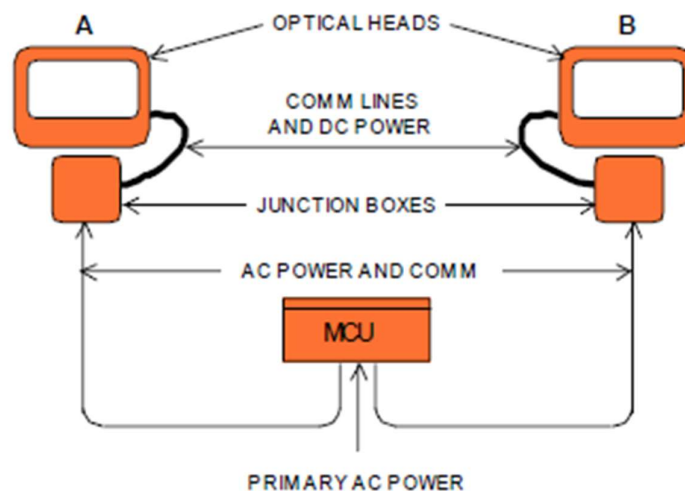 A
OPTICAL HEADS
B
COMM LINES
AND DC POWER
JUNCTION BOXES
AC POWER AND COMM
MCU
PRIMARY AC POWER